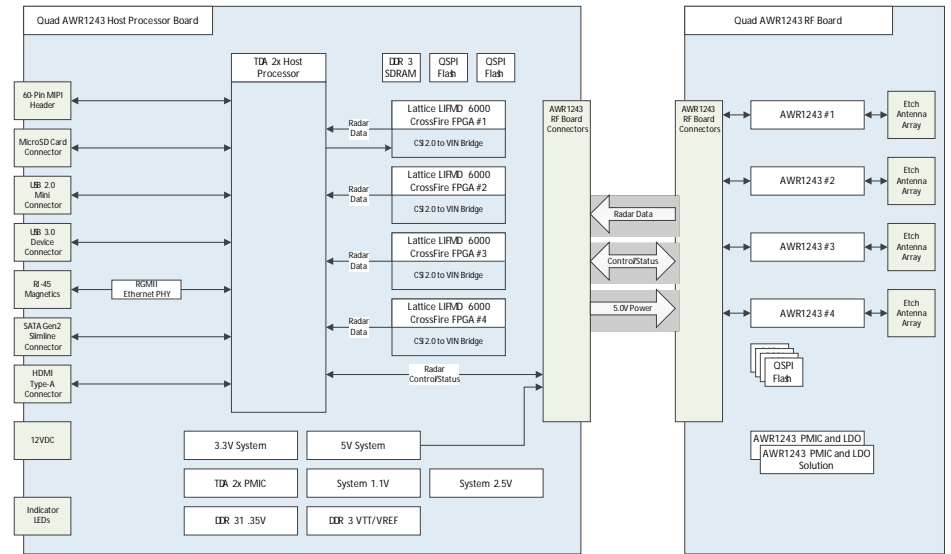 Quad AWR1243 Host Processor Board
Quad AWR1243 RF Board
TDA 2x Host
Processor
DDR 3
SDRAM
QSPI
Flash
QSPI
Flash
60-Pin MIPI
Header
MicroSD Card
Connector
USB 2.0
Mini
Connector
USB 3.0
Device
Connector
RJ-45
Magnetics
RGMII
Ethernet PHY
SATA Gen2
Slimline
Connector
HDMI
Type-A
Connector
12VDC
Indicator
LEDs
Radar
Data
Lattice LIFMD 6000
CrossFire FPGA #1
CSI 2.0 to VIN Bridge
Radar
Data
Lattice LIFMD 6000
CrossFire FPGA #2
CSI 2.0 to VIN Bridge
Radar
Data
Lattice LIFMD 6000
CrossFire FPGA #3
CSI 2.0 to VIN Bridge
Radar
Data
Lattice LIFMD 6000
CrossFire FPGA #4
CSI 2.0 to VIN Bridge
Radar
Control/Status
3.3V System
5V System
TDA 2x PMIC
System 1.1V
System 2.5V
DDR 31 .35V
DDR 3 VTT/VREF
AWR1243
RF Board
Connectors
Radar Data
Control/Status
5.0V Power
AWR1243
RF Board
Connectors
AWR1243 #1
Etch
Antenna
Array
AWR1243 #2
Etch
Antenna
Array
AWR1243 #3
Etch
Antenna
Array
AWR1243 #4
Etch
Antenna
Array
QSPI
Flash
AWR1243 PMIC and LDO
AWR1243 PMIC and LDO
Solution